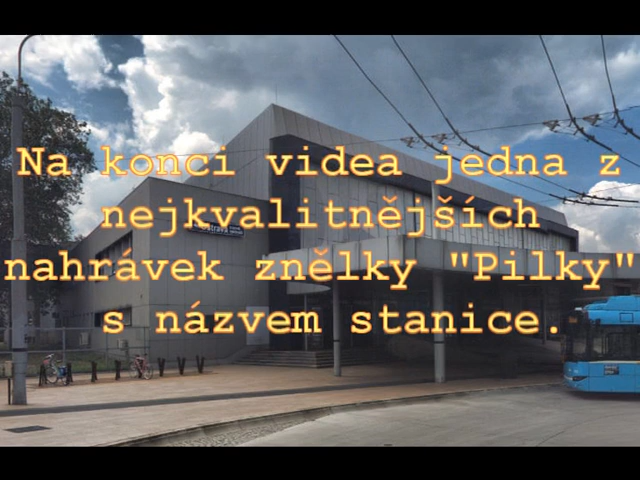 Na konci videa jedna z
nejkvalitnějších
nahrávek znělky "Pilky"
s názvem stanice.